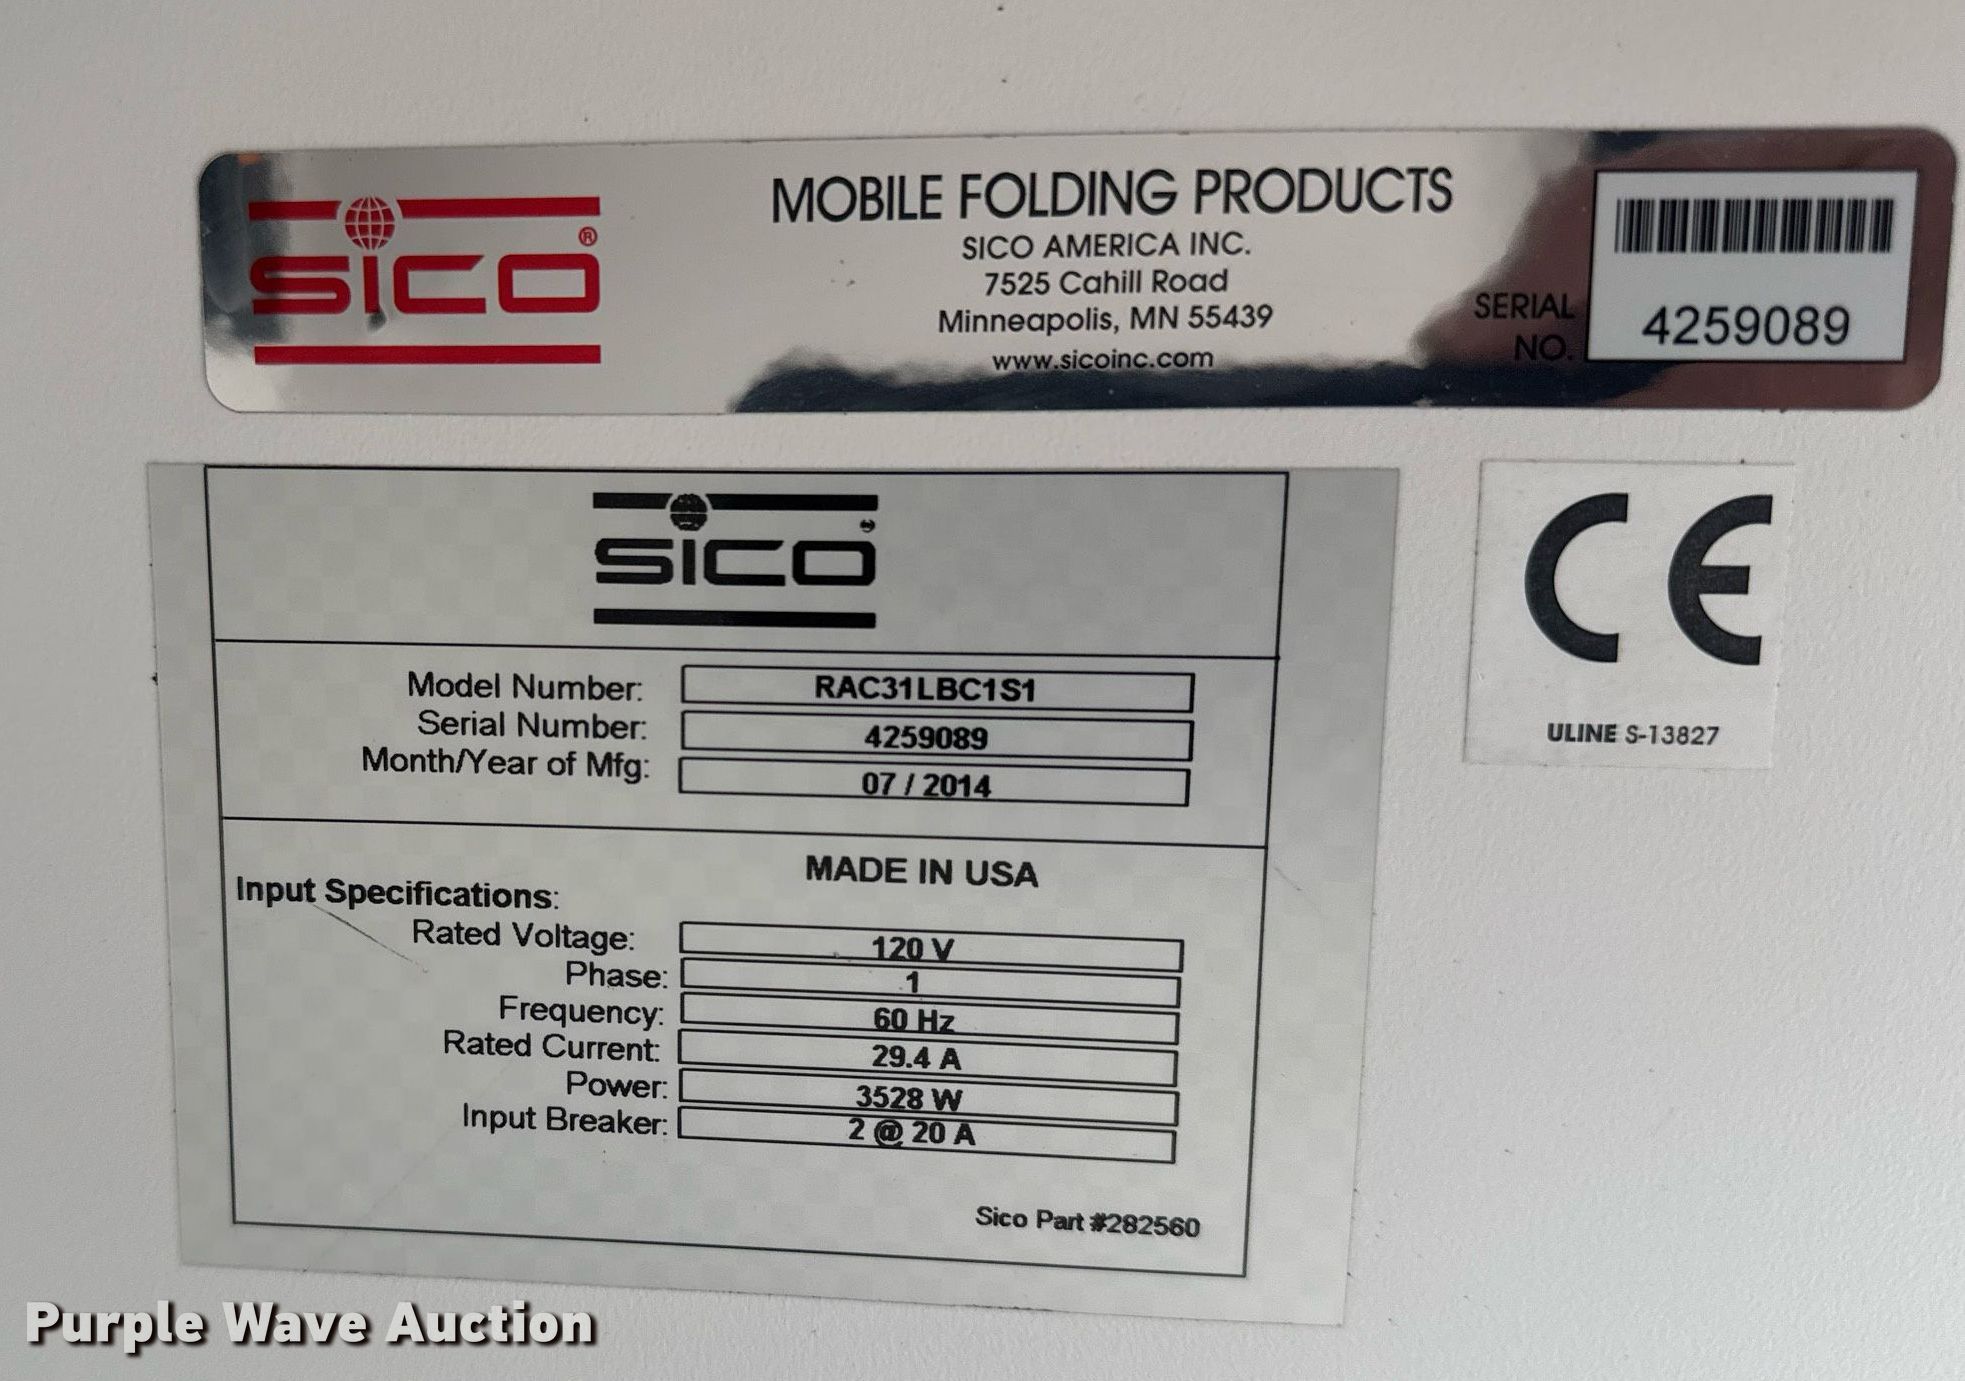 SICO®
MOBILE FOLDING PRODUCTS
SICO AMERICA INC.
7525 Cahill Road
Minneapolis, MN 55439
www.sicoinc.com
SERIAL
NO.
4259089
SICO
Model Number: RAC31LBC1S1
Serial Number: 4259089
Month/Year of Mfg: 07 / 2014
MADE IN USA
Input Specifications:
Rated Voltage: 120 V
Phase: 1
Frequency: 60 Hz
Rated Current: 29.4 A
Power: 3528 W
Input Breaker: 2 @ 20 A
Sico Part #282560
CE
ULINE S-13827
Purple Wave Auction